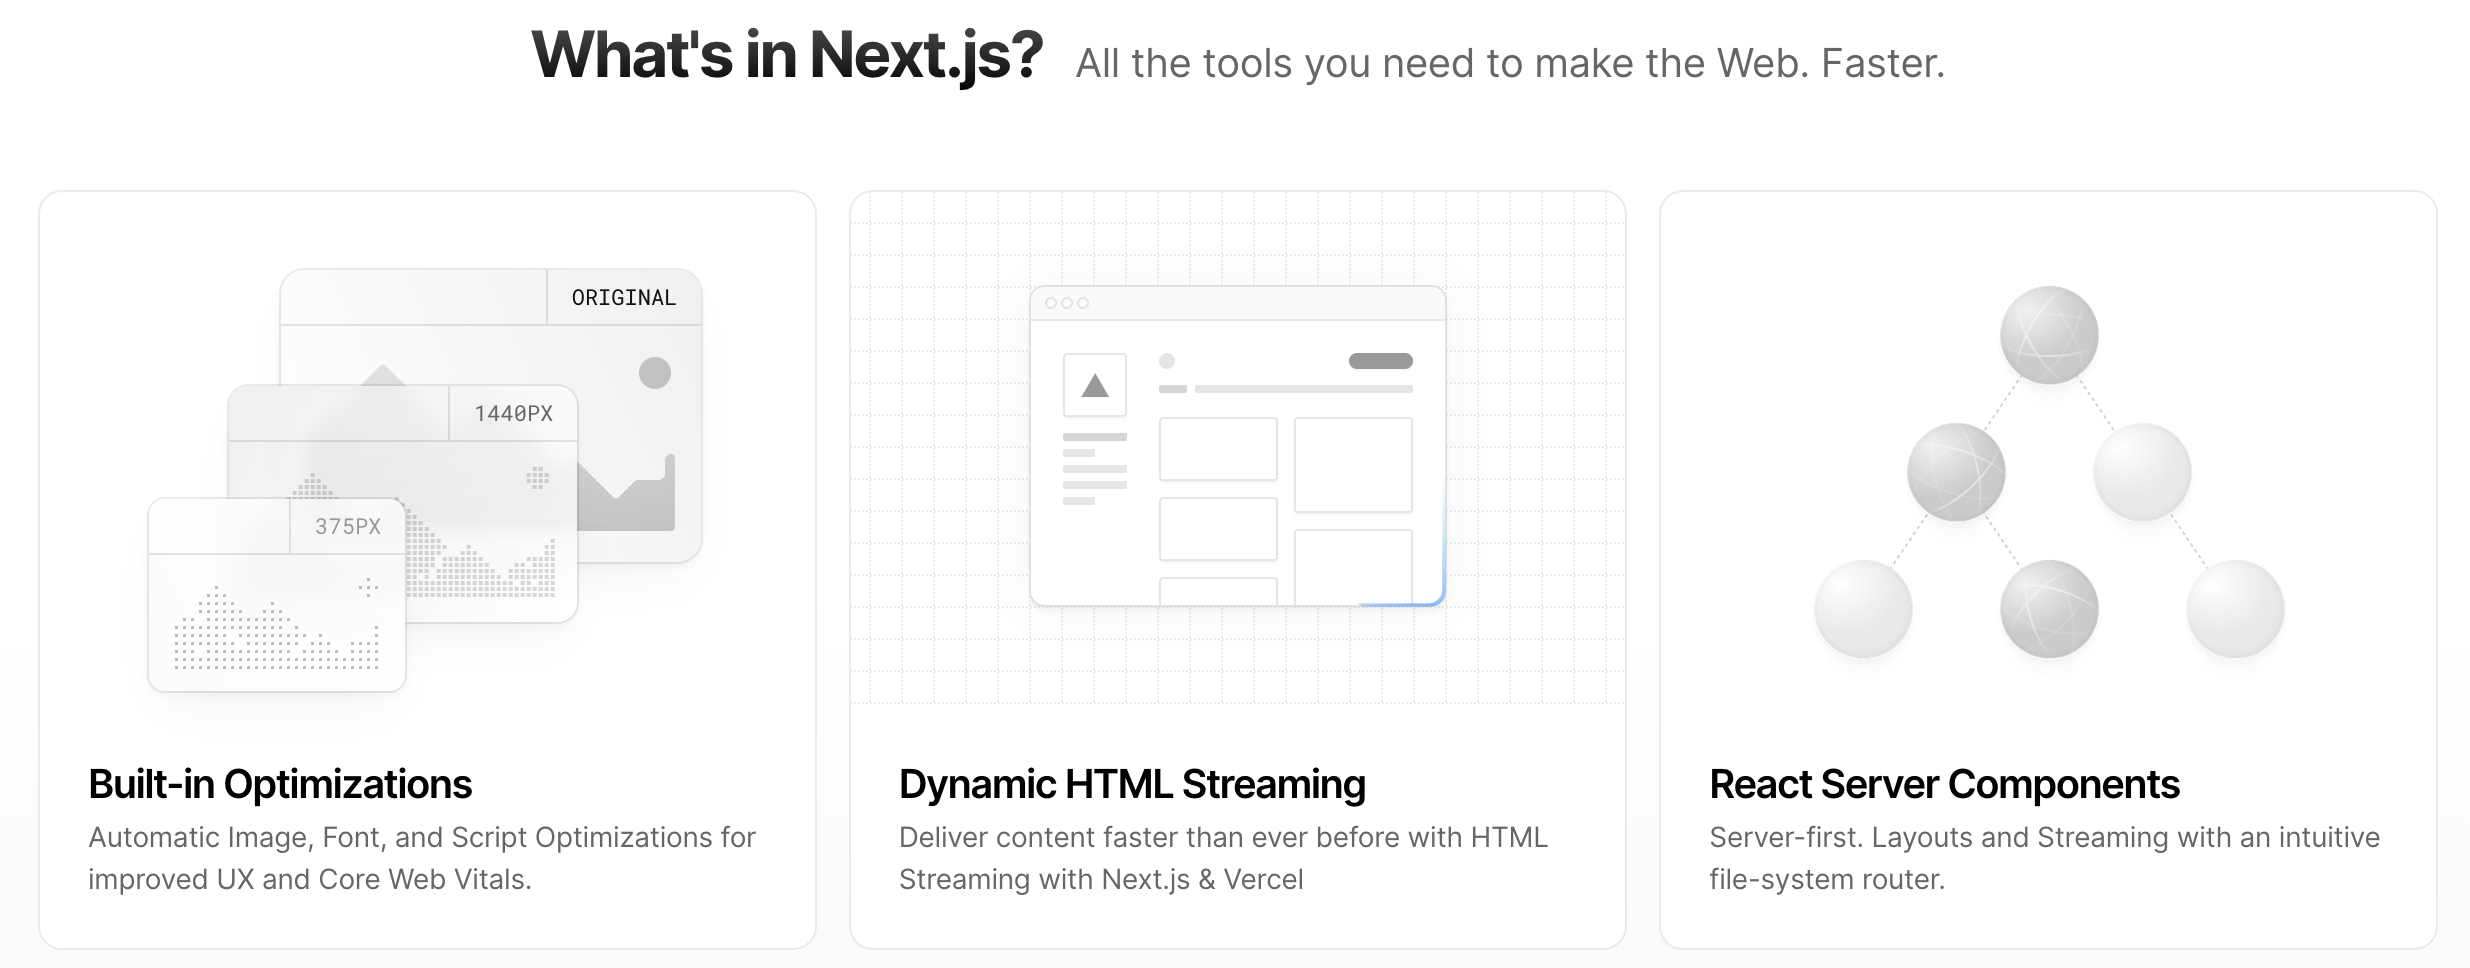 What's in Next.js? All the tools you need to make the Web. Faster.
ORIGINAL
1440PX
375PX
Built-in Optimizations
Automatic Image, Font, and Script Optimizations for
improved UX and Core Web Vitals.
Dynamic HTML Streaming
Deliver content faster than ever before with HTML
Streaming with Next.js & Vercel
React Server Components
Server-first. Layouts and Streaming with an intuitive
file-system router.